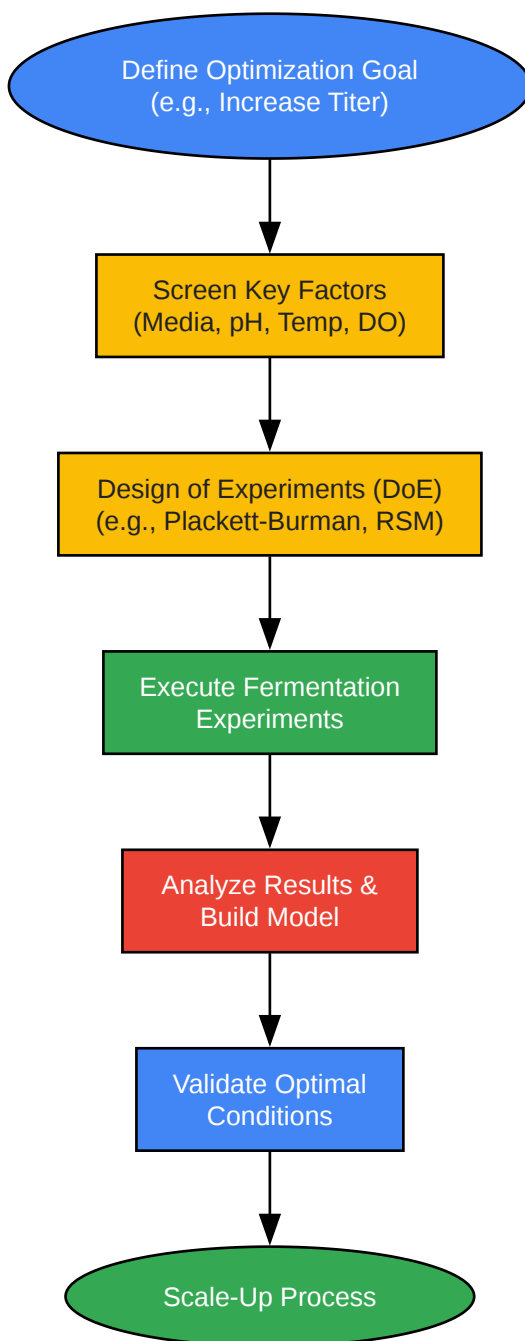 Define Optimization Goal
(e.g., Increase Titer)
Screen Key Factors
(Media, pH, Temp, DO)
Design of Experiments (DoE)
(e.g., Plackett-Burman, RSM)
Execute Fermentation
Experiments
Analyze Results &
Build Model
Validate Optimal
Conditions
Scale-Up Process